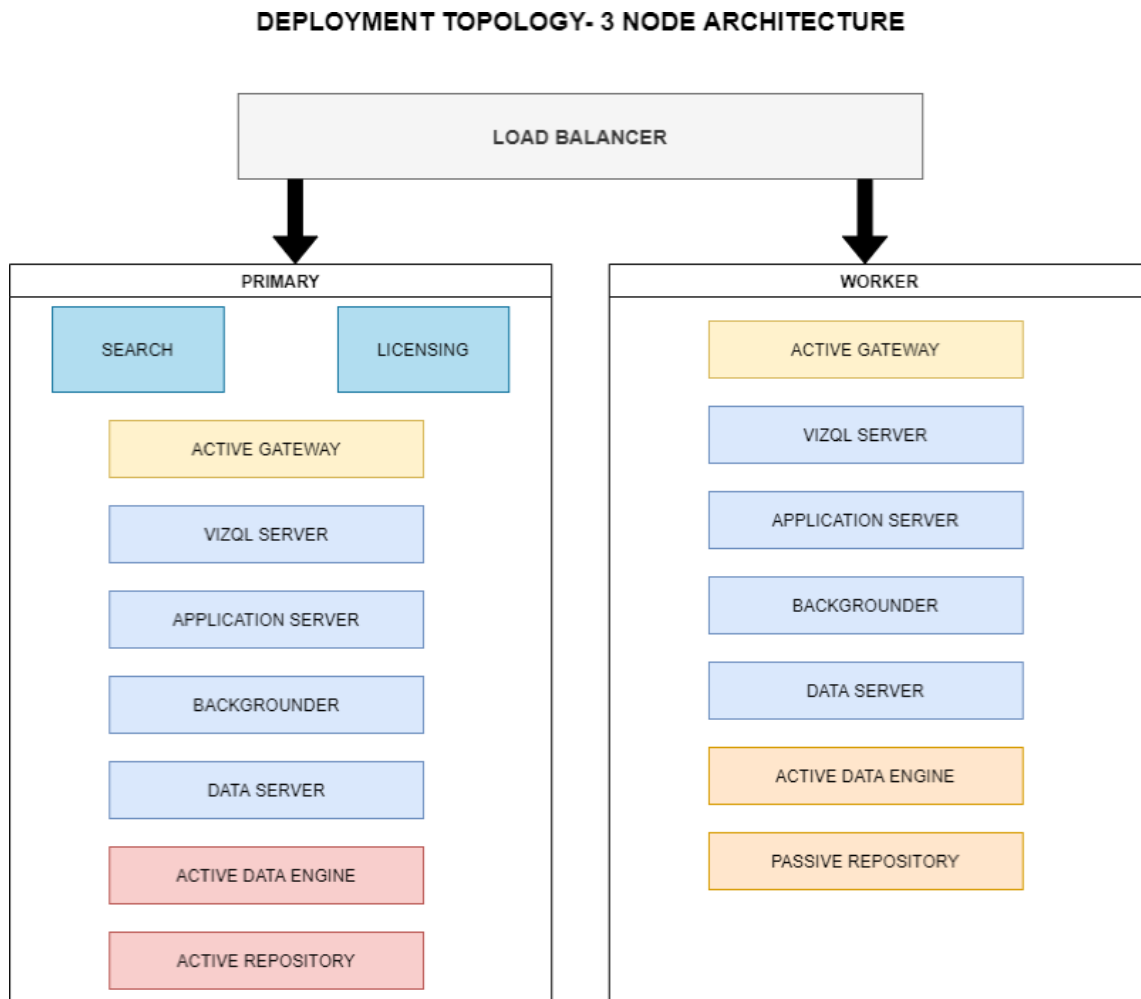 DEPLOYMENT TOPOLOGY- 3 NODE ARCHITECTURE
LOAD BALANCER
PRIMARY
SEARCH
LICENSING
ACTIVE GATEWAY
VIZQL SERVER
APPLICATION SERVER
BACKGROUNDER
DATA SERVER
ACTIVE DATA ENGINE
ACTIVE REPOSITORY
WORKER
ACTIVE GATEWAY
VIZQL SERVER
APPLICATION SERVER
BACKGROUNDER
DATA SERVER
ACTIVE DATA ENGINE
PASSIVE REPOSITORY